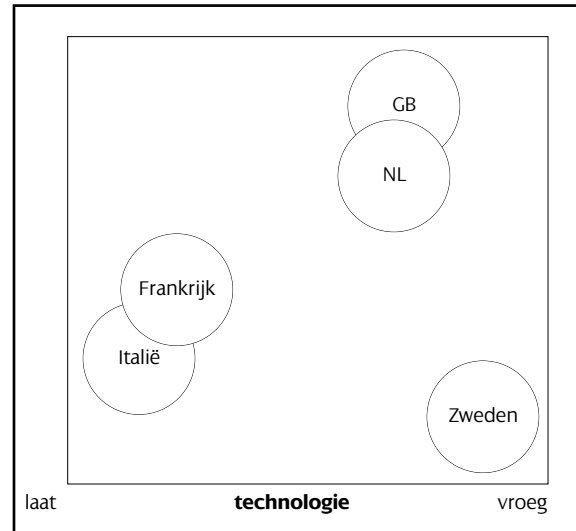 GB
NL
Frankrijk
Italië
Zweden
laat technologie vroeg